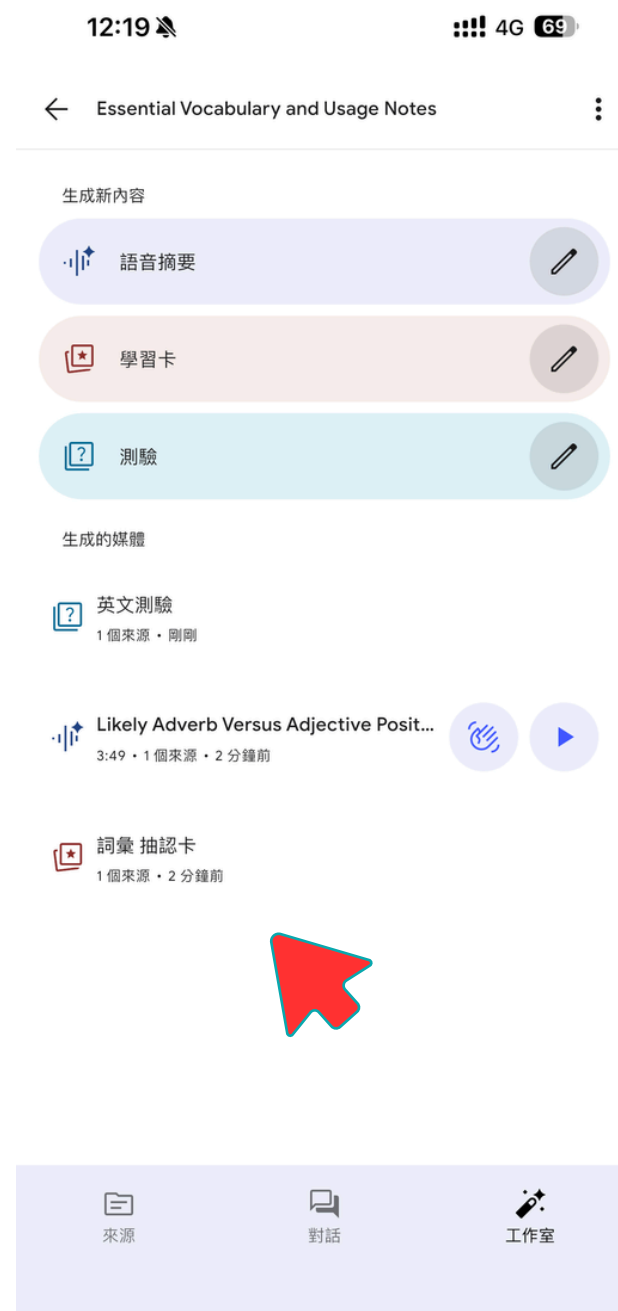 12:19 4G 69
Essential Vocabulary and Usage Notes
生成新內容
語音摘要
學習卡
測驗
生成的媒體
英文測驗
1 個來源 • 剛剛
Likely Adverb Versus Adjective Posit...
3:49 • 1 個來源 • 2 分鐘前
詞彙 抽認卡
1 個來源 • 2 分鐘前
來源 對話 工作室